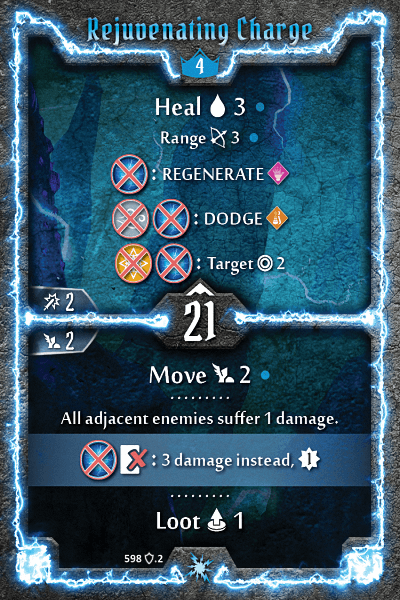 Rejuvenating Charge
4
Heal 3
Range 3
: REGENERATE
: DODGE
: Target 2
2
21
2
Move 2
All adjacent enemies suffer 1 damage.
: 3 damage instead, 1
Loot 1
598 .2